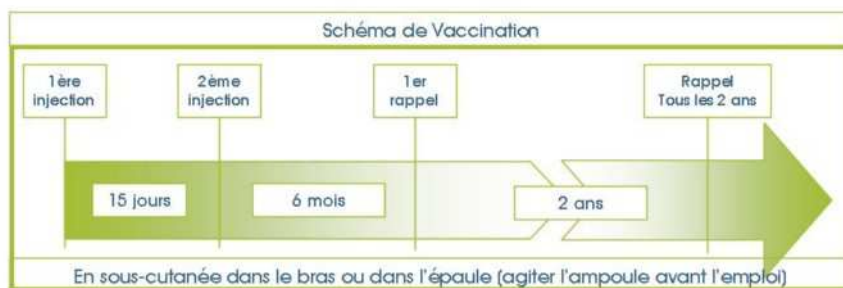 Schéma de Vaccination
1ère
injection
2ème
injection
1er
rappel
Rappel
Tous les 2 ans
15 jours
6 mois
2 ans
En sous-cutanée dans le bras ou dans l'épaule (agiter l'ampoule avant l'emploi)